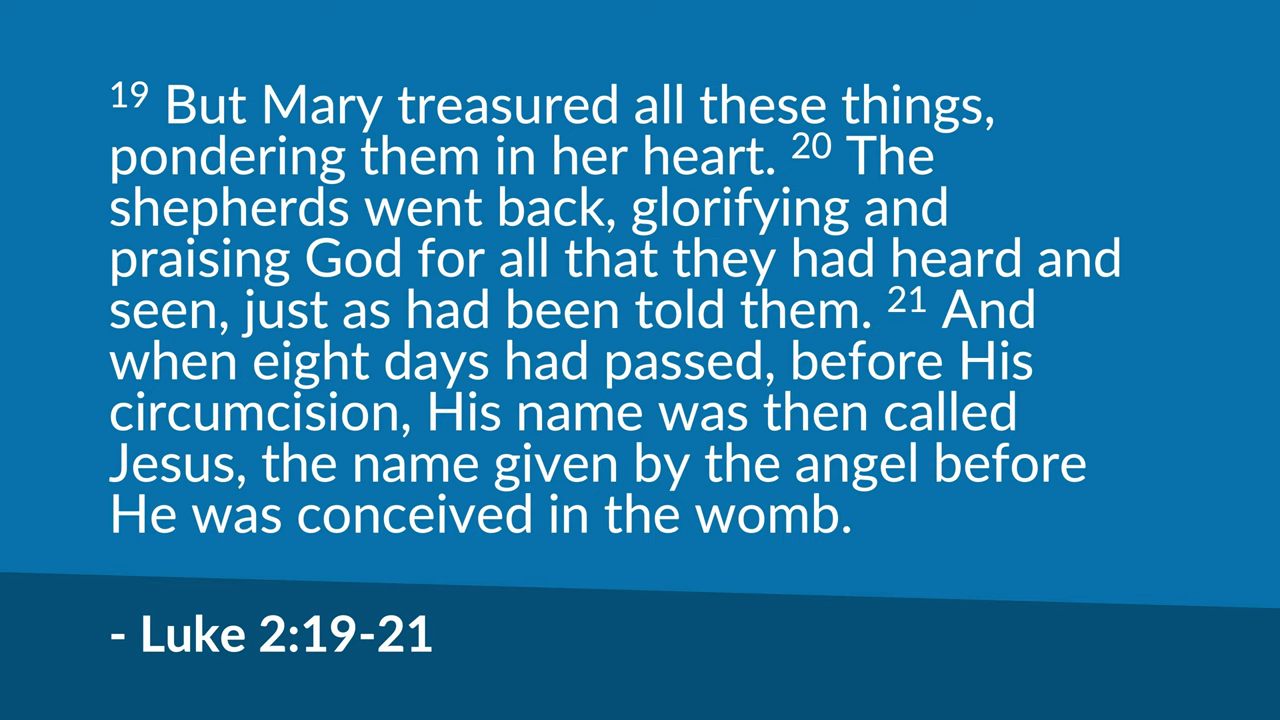 19 But Mary treasured all these things,
pondering them in her heart. 20 The
shepherds went back, glorifying and
praising God for all that they had heard and
seen, just as had been told them. 21 And
when eight days had passed, before His
circumcision, His name was then called
Jesus, the name given by the angel before
He was conceived in the womb.
- Luke 2:19-21